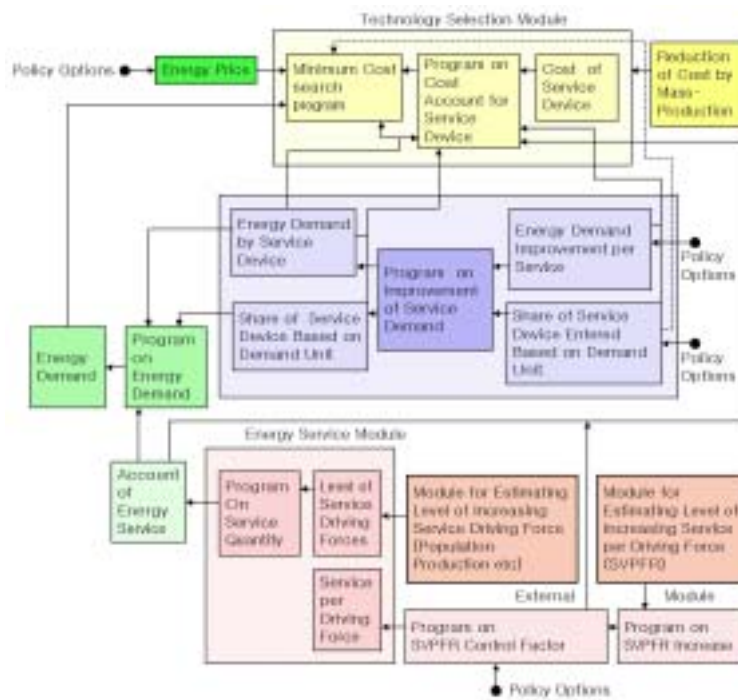 Technology Selection Module
Policy Options
Energy Price
Minimum Cost
search
program
Program on
Cost
Account for
Service
Device
Cost of
Service
Device
Reduction
of Cost by
Mass-
Production
Energy Demand
by Service
Device
Program on
Improvement
of Service
Demand
Energy Demand
Improvement per
Service
Policy
Options
Share of Service
Device Based on
Demand Unit
Share of Service
Device Entered
Based on Demand
Unit
Policy
Options
Energy
Demand
Program
on
Energy
Demand
Energy Service Module
Account
of
Energy
Service
Program
On
Service
Quantity
Level of
Service
Driving
Forces
Module for Estimating
Level of Increasing
Service Driving Force
(Population
Production etc)
Module for
Estimating Level of
Increasing Service
per Driving Force
(SVPFR)
Service
per
Driving
Force
External
Module
Program on
SVPFR Control Factor
Program on
SVPFR Increase
Policy Options